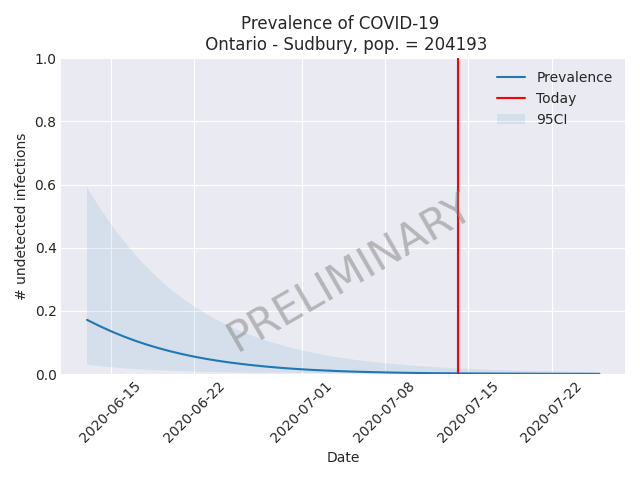 Prevalence of COVID-19
Ontario - Sudbury, pop. = 204193
1.0
0.8
0.6
0.4
0.2
0.0
# undetected infections
Prevalence
Today
95CI
PRELIMINARY
2020-06-15
2020-06-22
2020-07-01
2020-07-08
2020-07-15
2020-07-22
Date